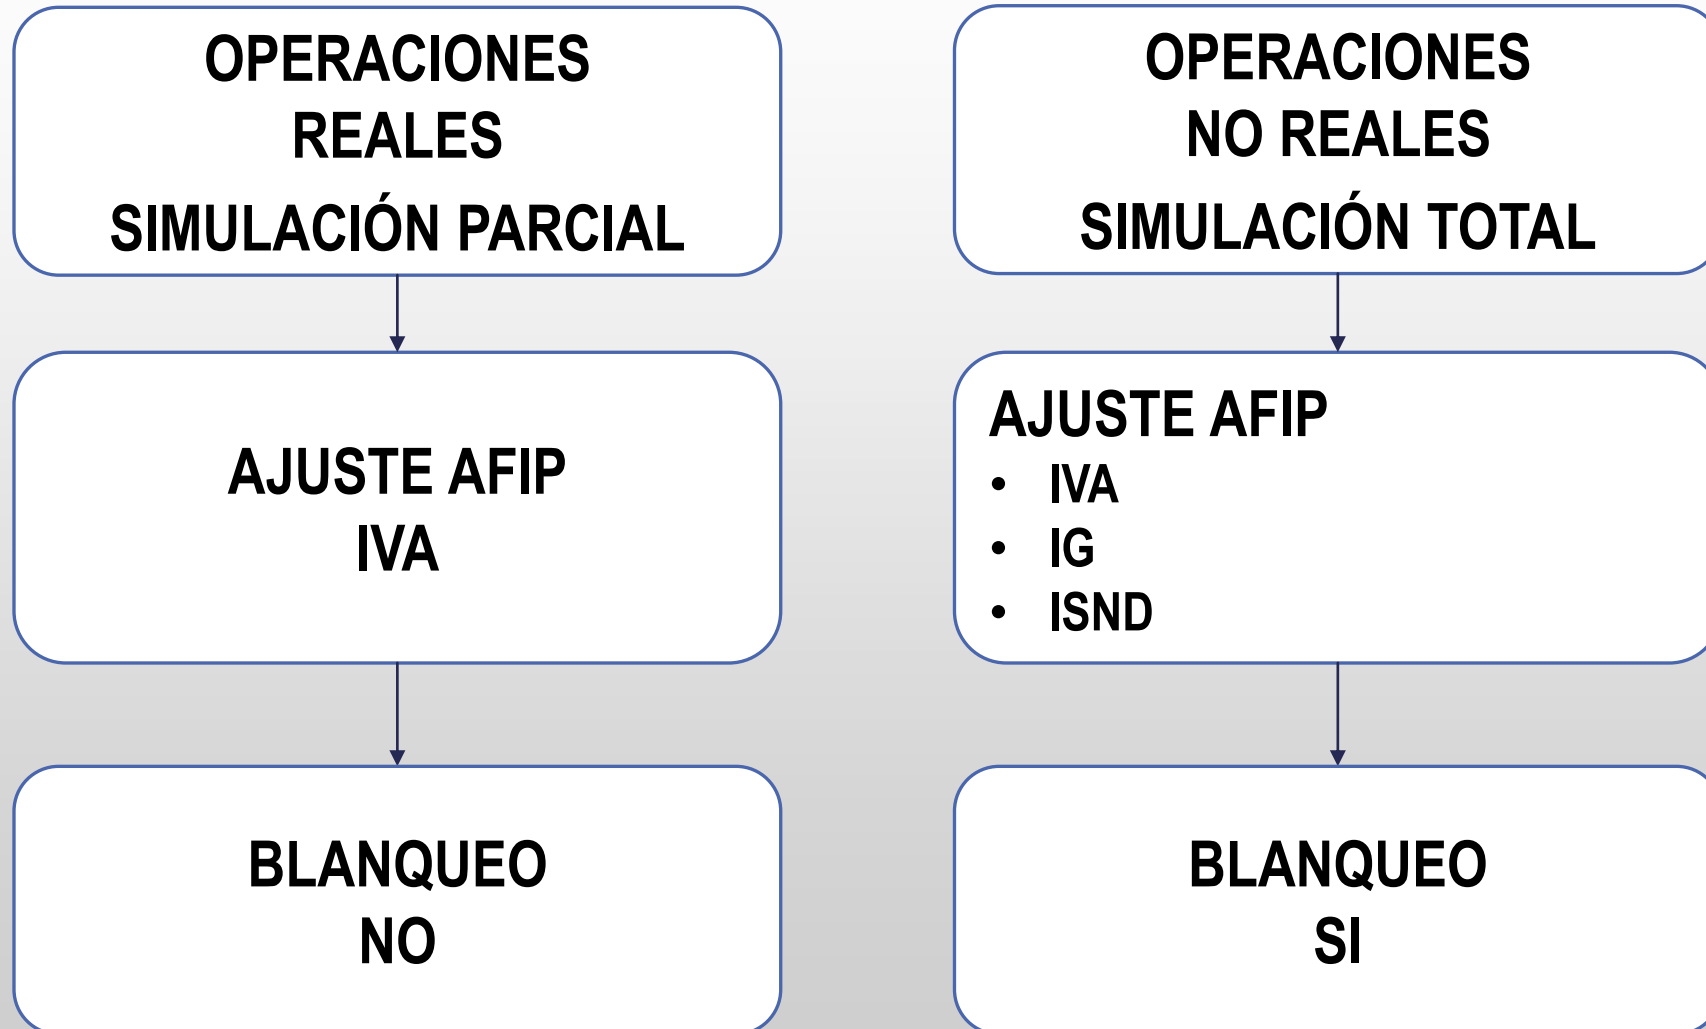 OPERACIONES
REALES
SIMULACIÓN PARCIAL
AJUSTE AFIP
IVA
BLANQUEO
NO
OPERACIONES
NO REALES
SIMULACIÓN TOTAL
AJUSTE AFIP
• IVA
• IG
• ISND
BLANQUEO
SI